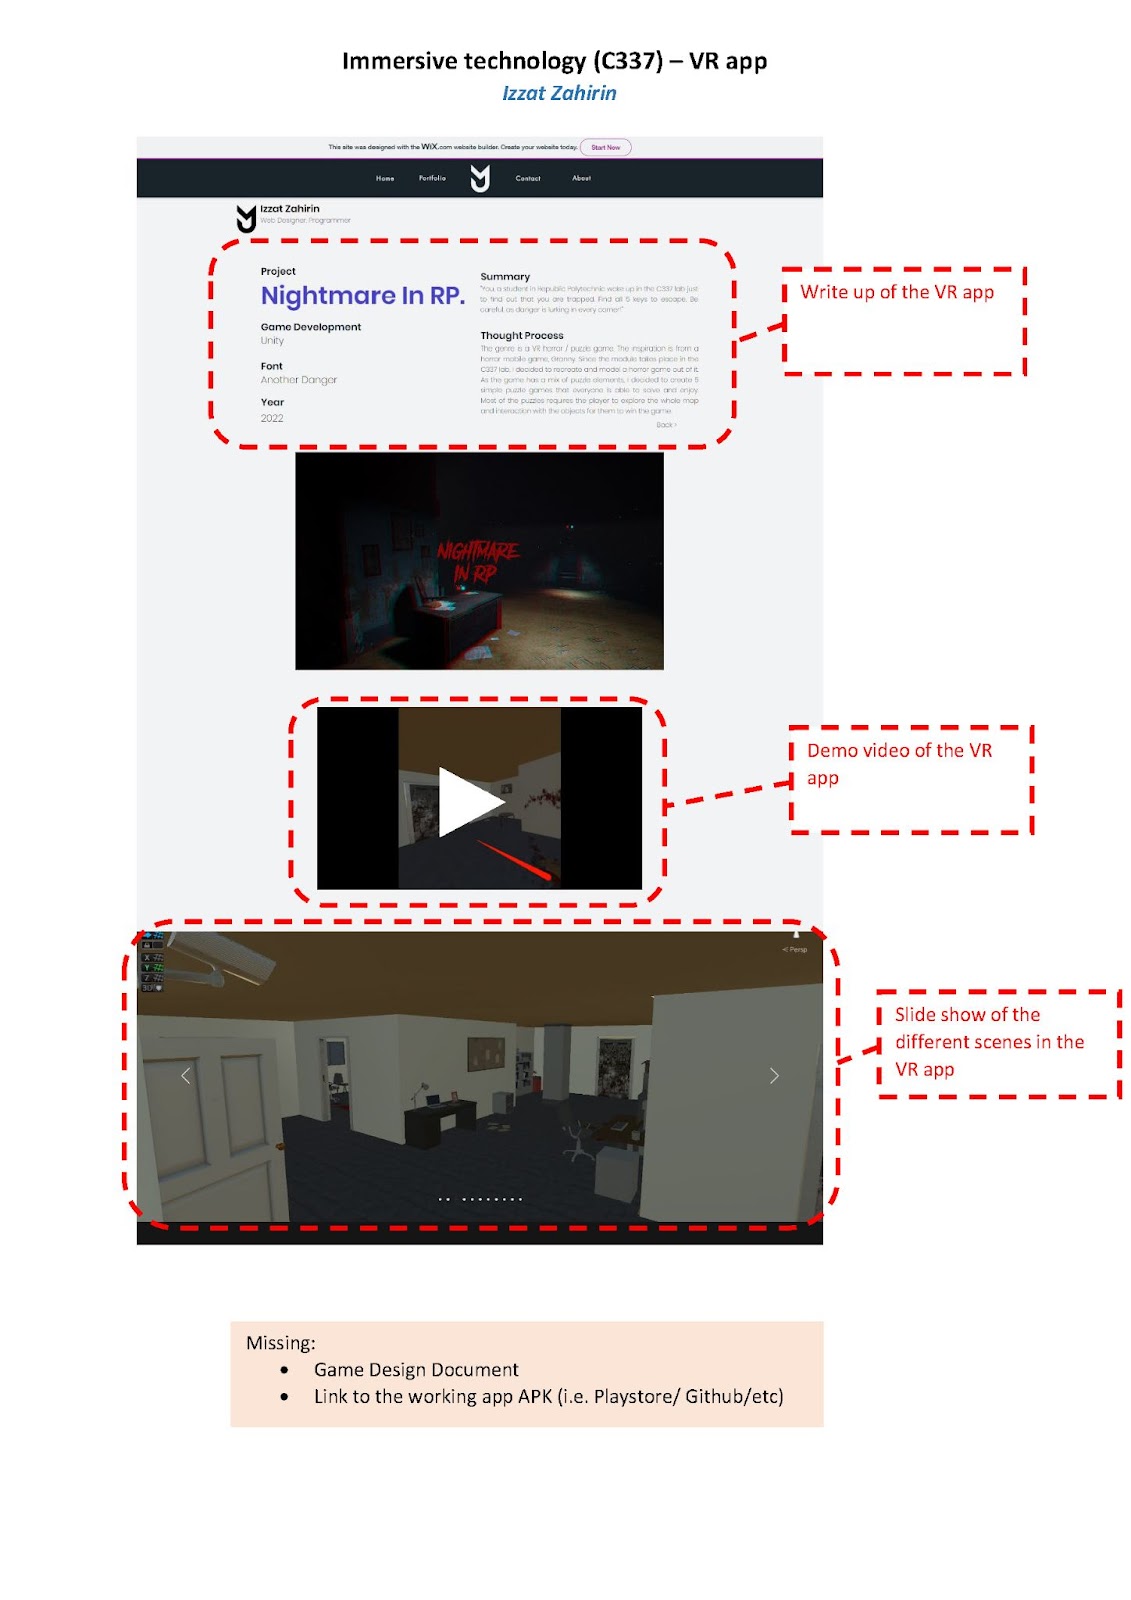 Immersive technology (C337) – VR app
Izzat Zahirin
This site was designed with the WiX.com website builder. Create your website today. Start Now
Home Portfolio Contact About
Izzat Zahirin
Web Designer. Programmer
Project
Nightmare In RP.
Game Development
Unity
Font
Another Danger
Year
2022
Summary
"You, a student in Republic Polytechnic woke up in the C337 lab just
to find out that you are trapped. Find all 5 keys to escape. Be
careful, as danger is lurking in every corner!"
Thought Process
The genre is a VR horror / puzzle game. The inspiration is from a
horror mobile game, Granny. Since the module takes place in the
C337 lab, I decided to recreate and model a horror game out of it.
As the game has a mix of puzzle elements, I decided to create 5
simple puzzle games that everyone is able to solve and enjoy.
Most of the puzzles requires the player to explore the whole map
and interaction with the objects for them to win the game.
Back >
Write up of the VR app
NIGHTMARE
IN RP
Demo video of the VR
app
< Persp
X
Y
Z
Slide show of the
different scenes in the
VR app
Missing:
• Game Design Document
• Link to the working app APK (i.e. Playstore/ Github/etc)